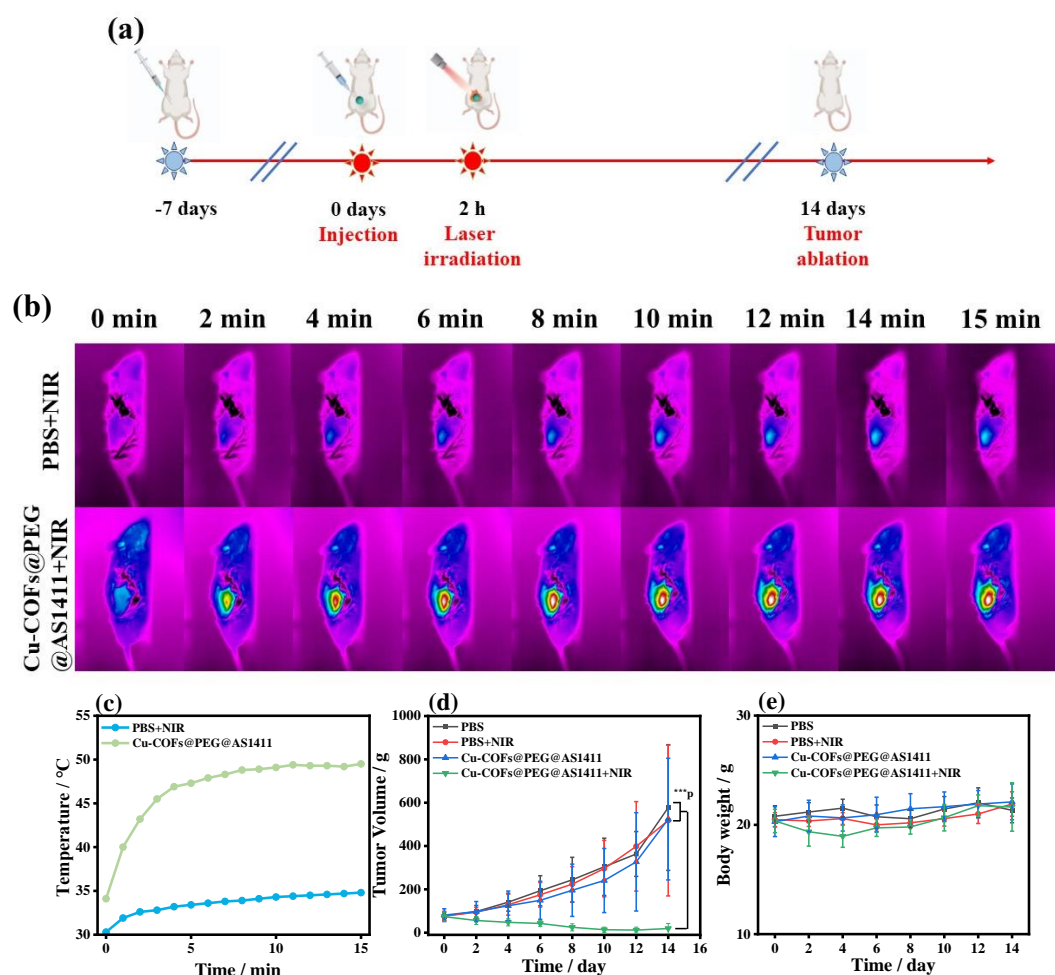 (a)
-7 days
0 days
Injection
2 h
Laser
irradiation
14 days
Tumor
ablation
(b)
0 min 2 min 4 min 6 min 8 min 10 min 12 min 14 min 15 min
PBS+NIR
Cu-COFs@PEG
@AS1411+NIR
(c)
PBS+NIR
Cu-COFs@PEG@AS1411
Temperature / °C
55
50
45
40
35
30
0 5 10 15
Time / min
(d)
PBS
PBS+NIR
Cu-COFs@PEG@AS1411
Cu-COFs@PEG@AS1411+NIR
***p
Tumor Volume / g
1000
800
600
400
200
0
0 2 4 6 8 10 12 14 16
Time / day
(e)
PBS
PBS+NIR
Cu-COFs@PEG@AS1411
Cu-COFs@PEG@AS1411+NIR
Body weight / g
30
20
10
0 2 4 6 8 10 12 14
Time / day